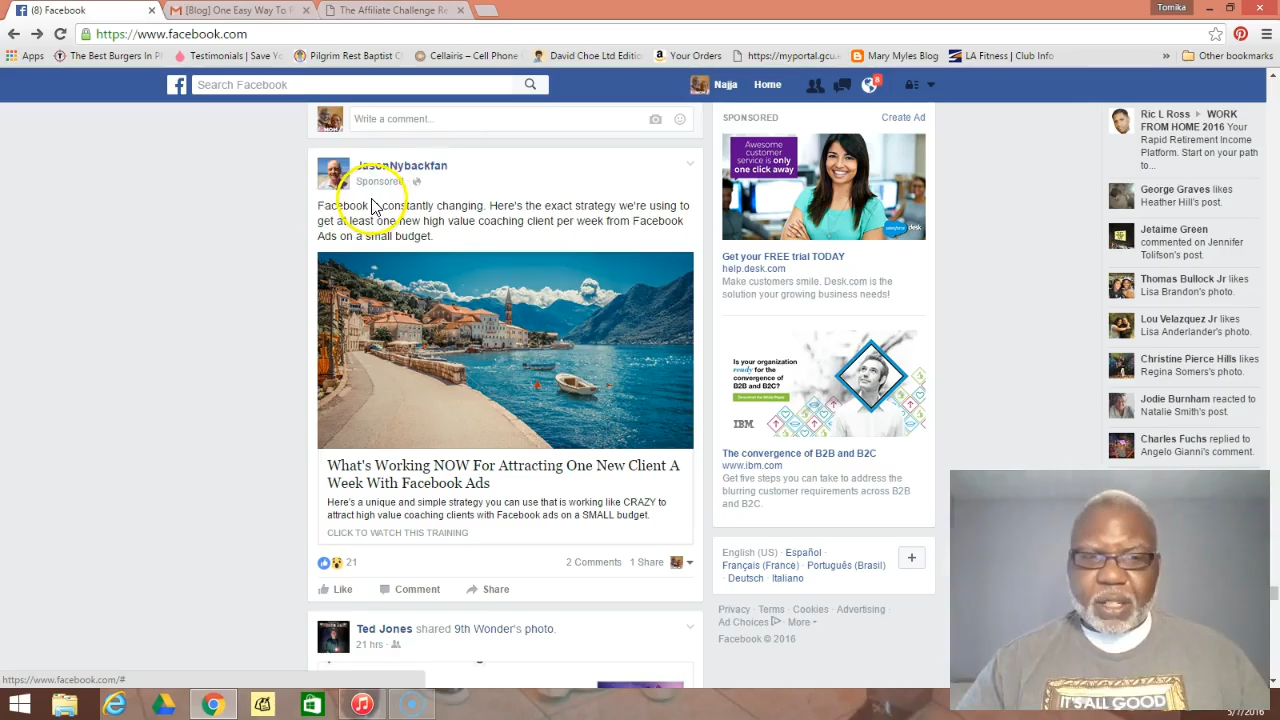 (8) Facebook
[Blog] One Easy Way To
The Affiliate Challenge Re
Tomika
https://www.facebook.com
The Best Burgers In
Testimonials | Save Yo
Pilgrim Rest Baptist C
Cellairis – Cell Phone
David Choe Ltd Editio
Your Orders
https://myportal.gcu.e
Mary Myles Blog
LA Fitness | Club Info
»
Other bookmarks
Search Facebook
Najja
Home
8
Write a comment...
JasonNybackfan
Sponsored
Facebook is constantly changing. Here's the exact strategy we're using to
get at least one new high value coaching client per week from Facebook
Ads on a small budget.
What's Working NOW For Attracting One New Client A
Week With Facebook Ads
Here's a unique and simple strategy you can use that is working like CRAZY to
attract high value coaching clients with Facebook ads on a SMALL budget.
CLICK TO WATCH THIS TRAINING
21
2 Comments 1 Share
Like Comment Share
Ted Jones shared 9th Wonder's photo.
21 hrs ·
SPONSORED
Create Ad
Awesome
customer
service is only
one click away
salesforce desk
Get your FREE trial TODAY
help.desk.com
Make customers smile. Desk.com is the
solution your growing business needs!
Is your organization
ready for the
convergence of
B2B and B2C?
IBM
The convergence of B2B and B2C
www.ibm.com
Get five steps you can take to address the
blurring customer requirements across B2B
and B2C.
English (US) · Español ·
Français (France) · Português (Brasil)
· Deutsch · Italiano
+
Privacy · Terms · Cookies · Advertising ·
Ad Choices · More
Facebook © 2016
Ric L Ross ► WORK
FROM HOME 2016 Your
Rapid Retirement Income
Platform. Start on your path
to...
George Graves likes
Heather Hill's post.
Jetaime Green
commented on Jennifer
Tolifson's post.
Thomas Bullock Jr likes
Lisa Brandon's photo.
Lou Velazquez Jr likes
Lisa Anderlander's photo.
Christine Pierce Hills likes
Regina Somers's photo.
Jodie Burnham reacted to
Natalie Smith's post.
Charles Fuchs replied to
Angelo Gianni's comment.
IT'S ALL GOOD
https://www.facebook.com/#
5/7/2016